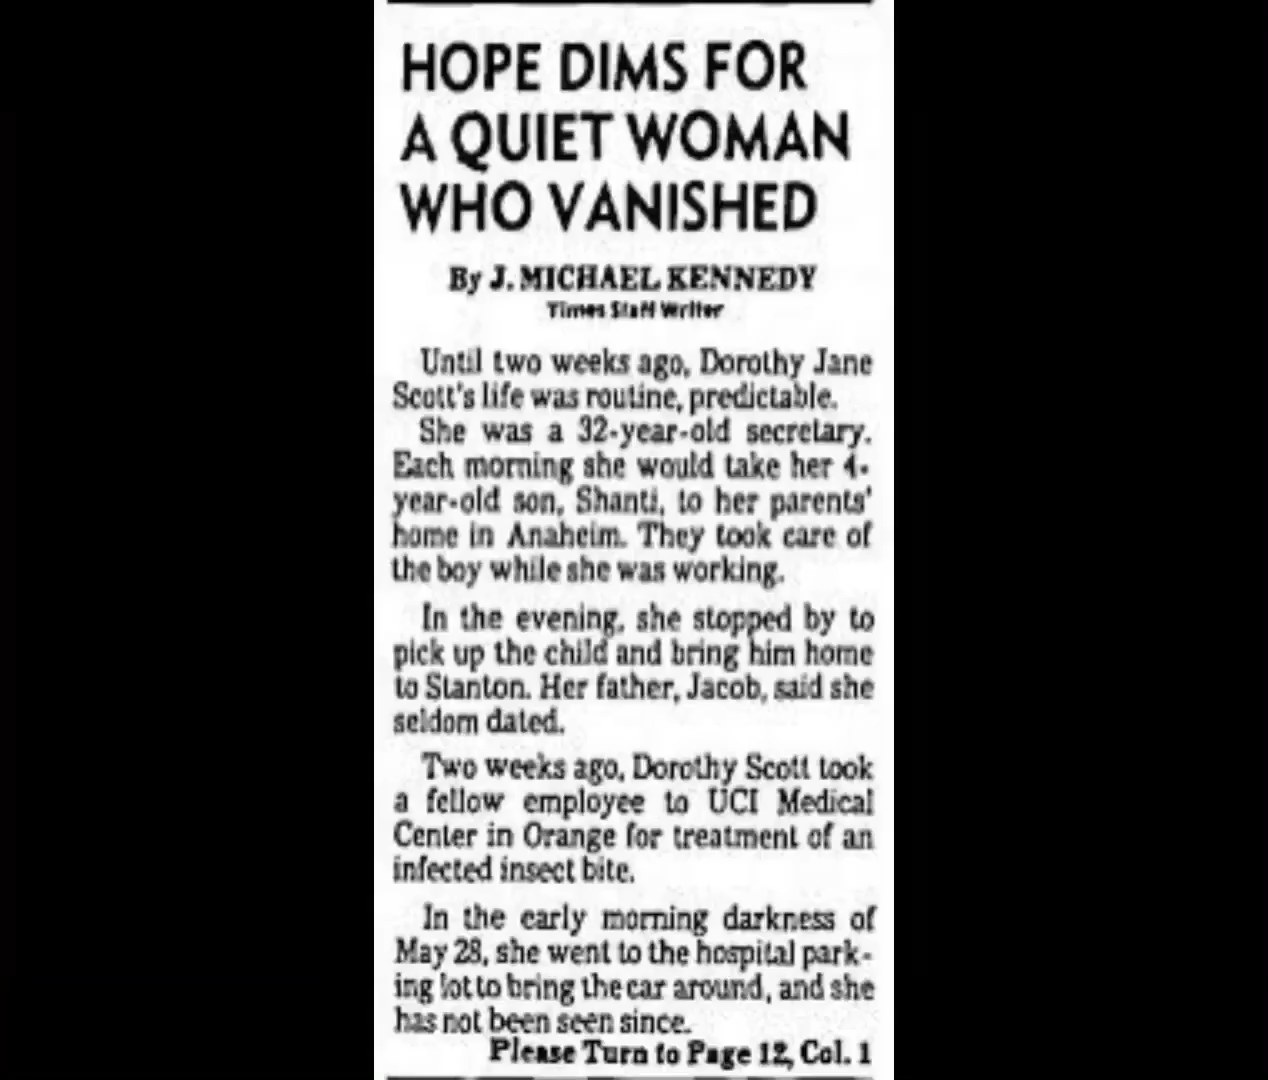 HOPE DIMS FOR
A QUIET WOMAN
WHO VANISHED
By J. MICHAEL KENNEDY
Times Staff Writer
Until two weeks ago, Dorothy Jane
Scott's life was routine, predictable.
She was a 32-year-old secretary.
Each morning she would take her 4-
year-old son, Shanti, to her parents'
home in Anaheim. They took care of
the boy while she was working.
In the evening, she stopped by to
pick up the child and bring him home
to Stanton. Her father, Jacob, said she
seldom dated.
Two weeks ago, Dorothy Scott took
a fellow employee to UCI Medical
Center in Orange for treatment of an
infected insect bite.
In the early morning darkness of
May 28, she went to the hospital park-
ing lot to bring the car around, and she
has not been seen since.
Please Turn to Page 12, Col. 1